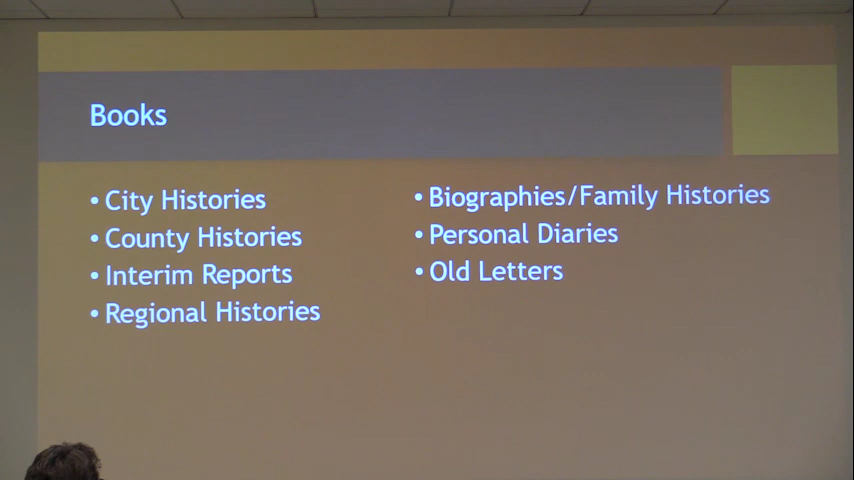 Books
• City Histories
• County Histories
• Interim Reports
• Regional Histories
• Biographies/Family Histories
• Personal Diaries
• Old Letters